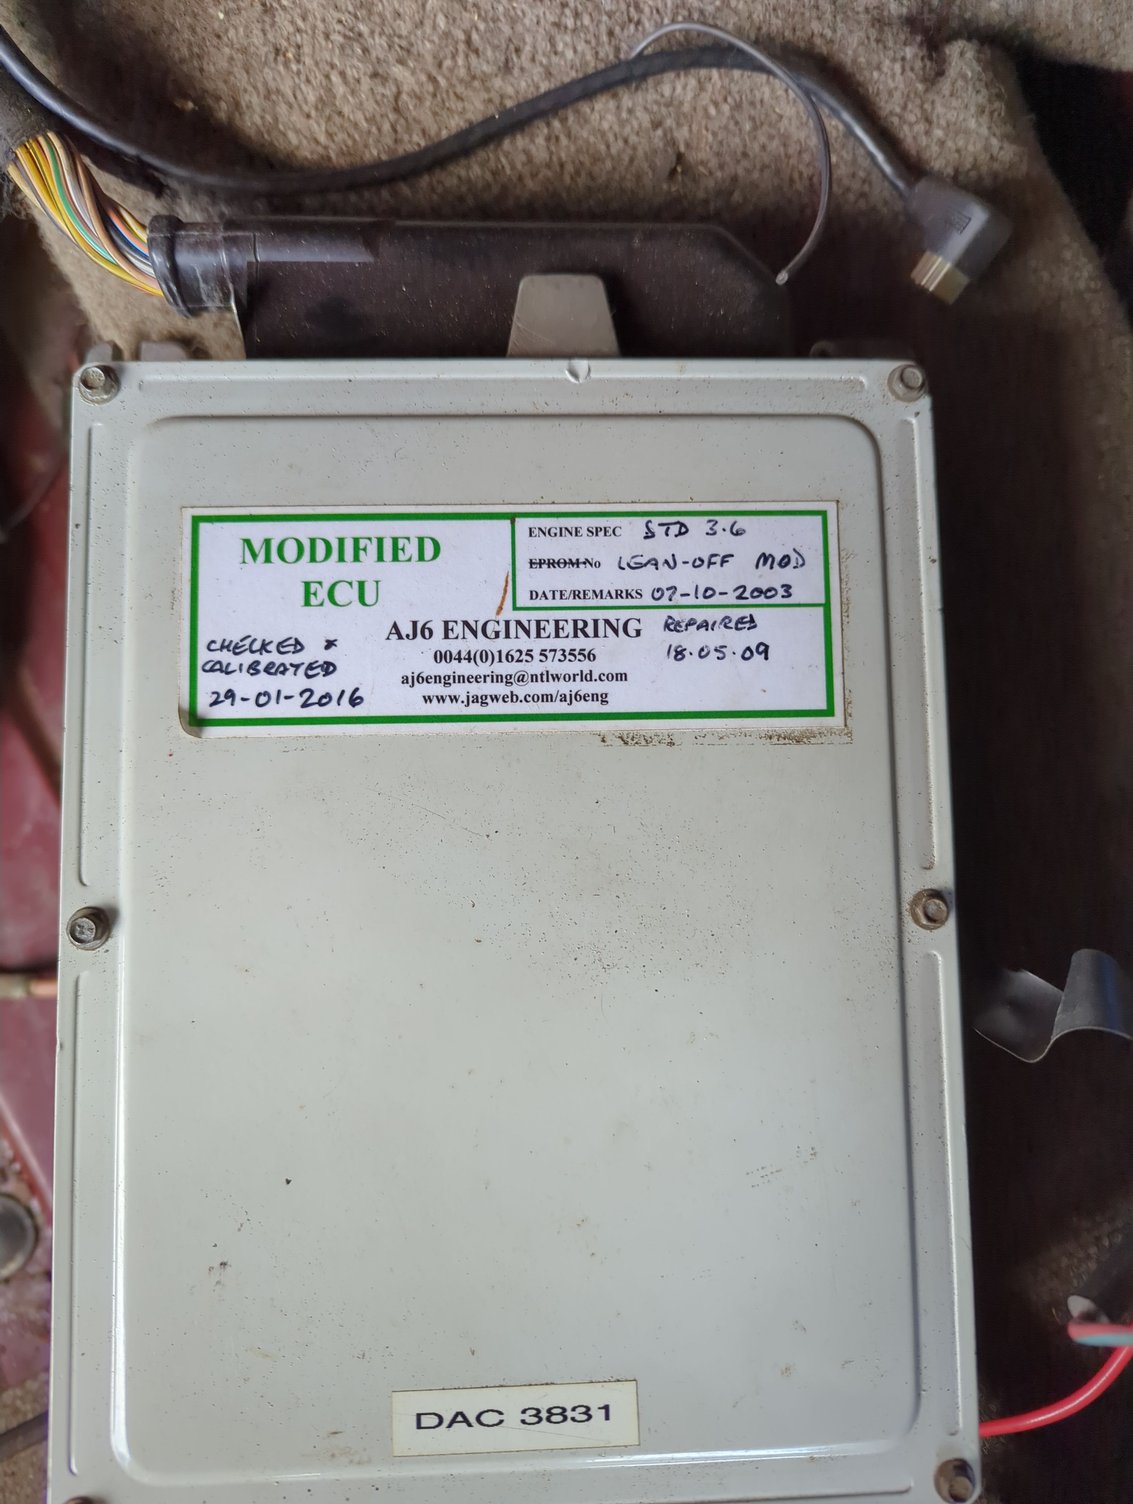 MODIFIED
ECU
ENGINE SPEC STD 3.6
EPROM No LEAN-OFF MOD
DATE/REMARKS 07-10-2003
CHECKED &
CALIBRATED
29-01-2016
AJ6 ENGINEERING
0044(0)1625 573556
aj6engineering@ntlworld.com
www.jagweb.com/aj6eng
REPAIRED
18.05.09
DAC 3831